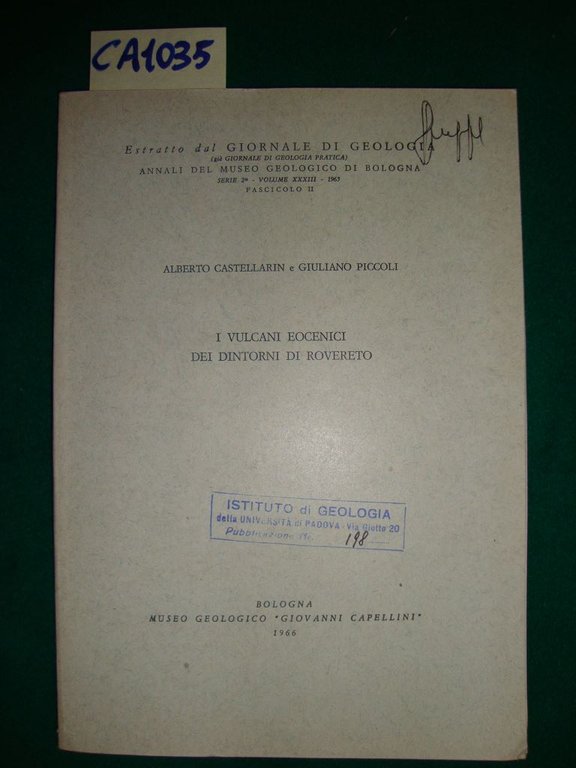 CA1035
Estratto dal GIORNALE DI GEOLOGIA
(già GIORNALE DI GEOLOGIA PRATICA)
ANNALI DEL MUSEO GEOLOGICO DI BOLOGNA
SERIE 2ª - VOLUME XXXIII - 1965
FASCICOLO II
ALBERTO CASTELLARIN e GIULIANO PICCOLI
I VULCANI EOCENICI
DEI DINTORNI DI ROVERETO
ISTITUTO di GEOLOGIA
della UNIVERSITÀ di PADOVA - Via Giotto 20
Pubblicazione N. 198
BOLOGNA
MUSEO GEOLOGICO "GIOVANNI CAPELLINI"
1966